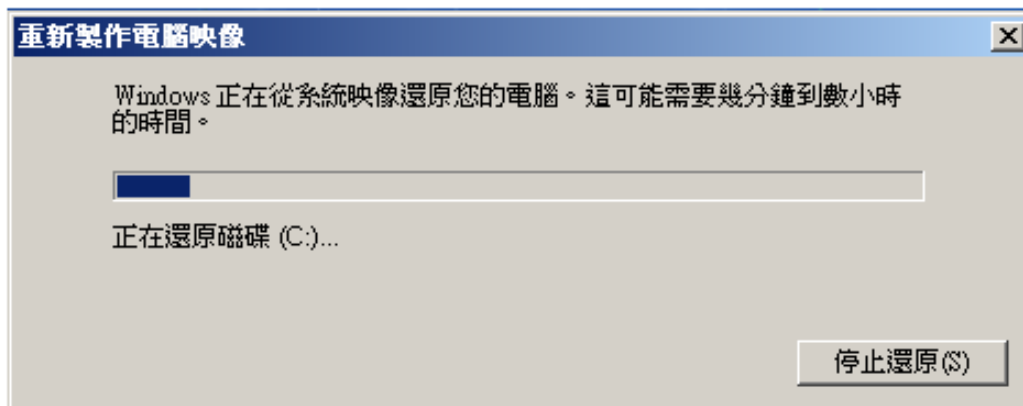 重新製作電腦映像
Windows 正在從系統映像還原您的電腦。這可能需要幾分鐘到數小時
的時間。
正在還原磁碟 (C:)...
停止還原(S)